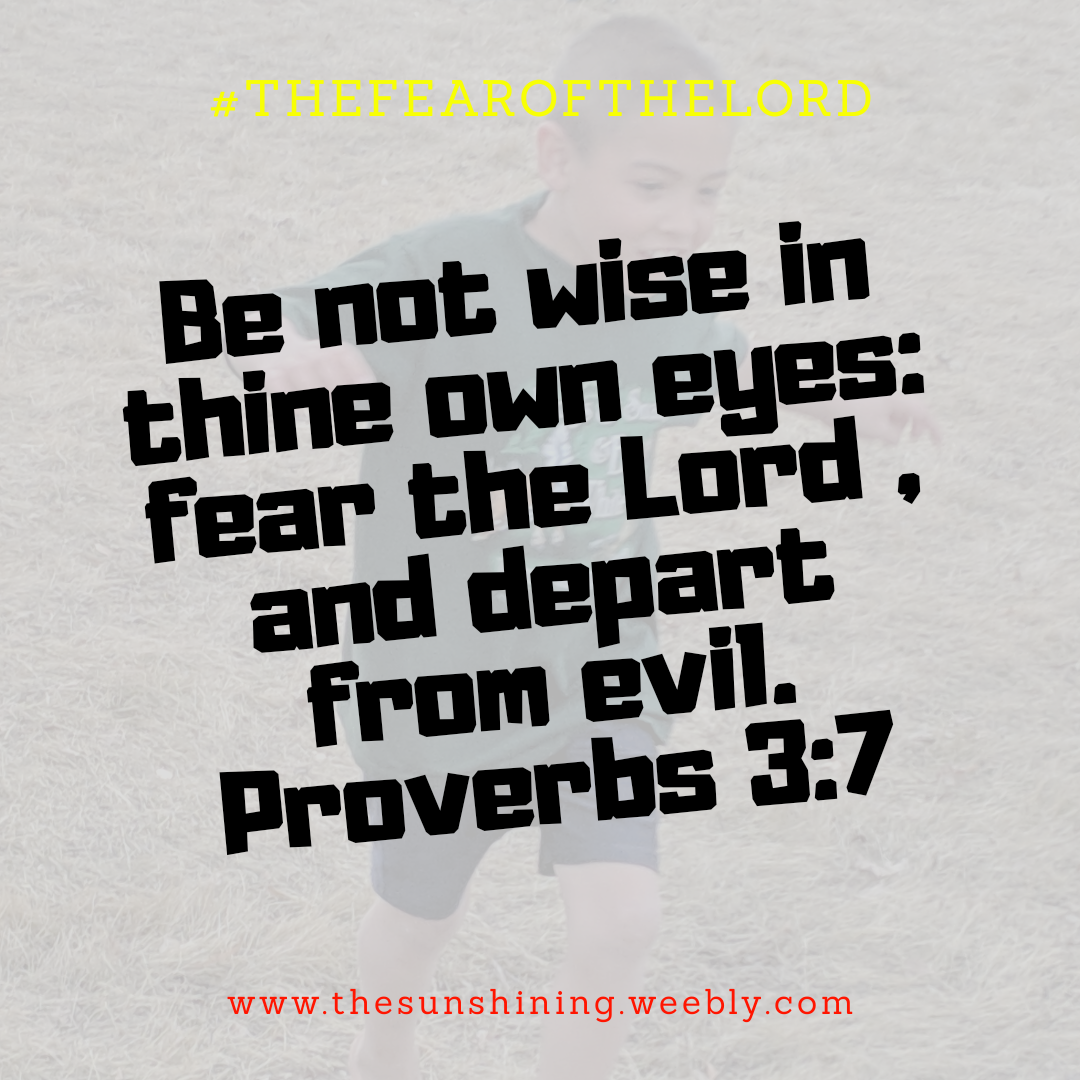 #THEFEAROFTHELORD
Be not wise in
thine own eyes:
fear the Lord ,
and depart
from evil.
Proverbs 3:7
www.thesunshining.weebly.com